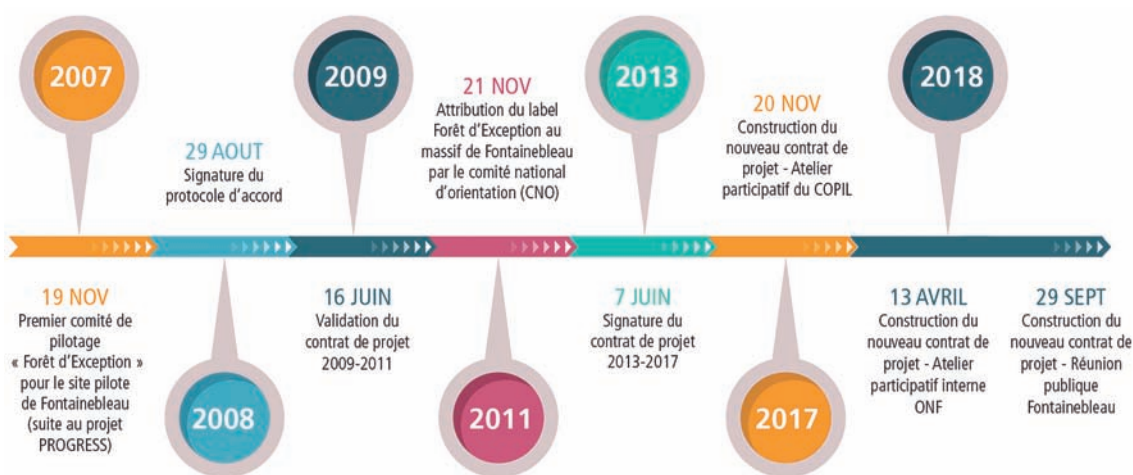 2007
19 NOV
Premier comité de
pilotage
« Forêt d'Exception »
pour le site pilote
de Fontainebleau
(suite au projet
PROGRESS)
29 AOUT
Signature du
protocole d'accord
2008
2009
16 JUIN
Validation du
contrat de projet
2009-2011
21 NOV
Attribution du label
Forêt d'Exception au
massif de Fontainebleau
par le comité national
d'orientation (CNO)
2011
2013
7 JUIN
Signature du
contrat de projet
2013-2017
20 NOV
Construction du
nouveau contrat de
projet - Atelier
participatif du COPIL
2017
2018
13 AVRIL
Construction du
nouveau contrat de
projet - Atelier
participatif interne
ONF
29 SEPT
Construction du
nouveau contrat de
projet - Réunion
publique
Fontainebleau